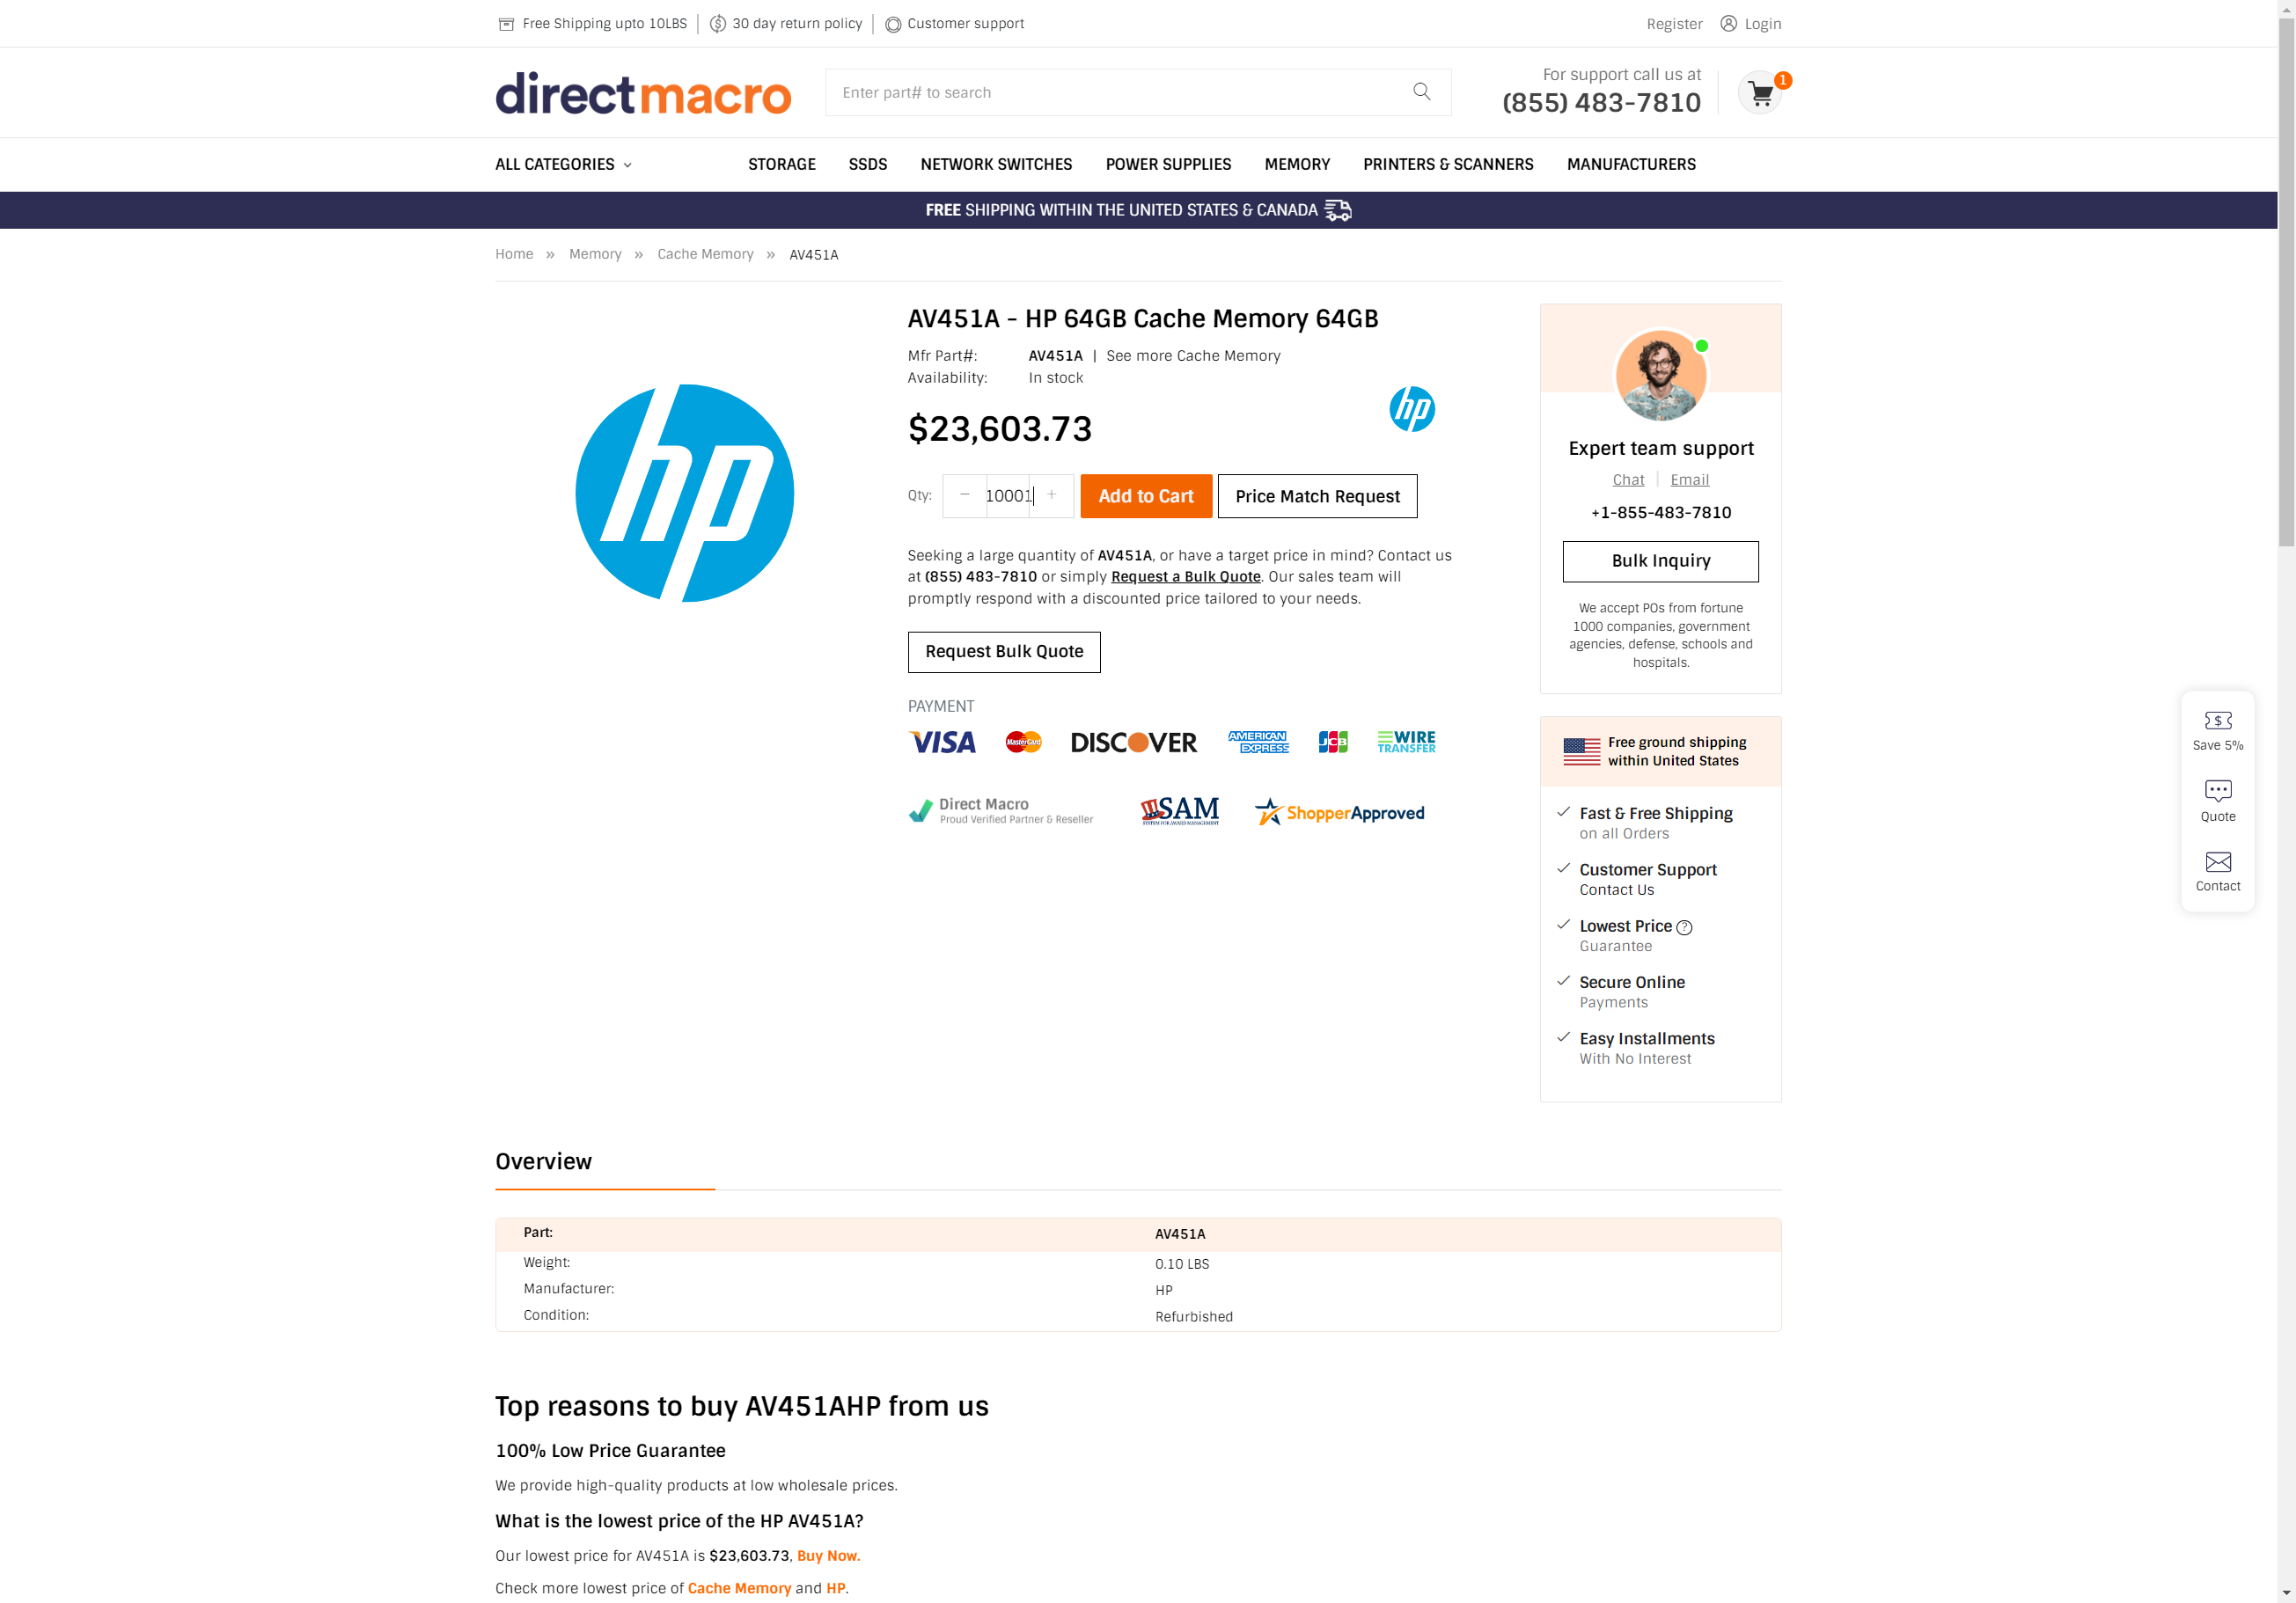 Free Shipping upto 10LBS
30 day return policy
Customer support
Register
Login
directmacro
Enter part# to search
For support call us at
(855) 483-7810
1
ALL CATEGORIES
STORAGE
SSDS
NETWORK SWITCHES
POWER SUPPLIES
MEMORY
PRINTERS & SCANNERS
MANUFACTURERS
FREE SHIPPING WITHIN THE UNITED STATES & CANADA
Home » Memory » Cache Memory » AV451A
hp
AV451A - HP 64GB Cache Memory 64GB
Mfr Part#: AV451A | See more Cache Memory
Availability: In stock
$23,603.73
hp
Qty: − 10001 +
Add to Cart
Price Match Request
Seeking a large quantity of AV451A, or have a target price in mind? Contact us
at (855) 483-7810 or simply Request a Bulk Quote. Our sales team will
promptly respond with a discounted price tailored to your needs.
Request Bulk Quote
PAYMENT
VISA
MasterCard
DISCOVER
AMERICAN EXPRESS
JCB
WIRE TRANSFER
Direct Macro
Proud Verified Partner & Reseller
SAM
SYSTEM FOR AWARD MANAGEMENT
ShopperApproved
Expert team support
Chat | Email
+1-855-483-7810
Bulk Inquiry
We accept POs from fortune
1000 companies, government
agencies, defense, schools and
hospitals.
Free ground shipping
within United States
Fast & Free Shipping
on all Orders
Customer Support
Contact Us
Lowest Price ?
Guarantee
Secure Online
Payments
Easy Installments
With No Interest
$
Save 5%
Quote
Contact
Overview
Part: AV451A
Weight: 0.10 LBS
Manufacturer: HP
Condition: Refurbished
Top reasons to buy AV451AHP from us
100% Low Price Guarantee
We provide high-quality products at low wholesale prices.
What is the lowest price of the HP AV451A?
Our lowest price for AV451A is $23,603.73, Buy Now.
Check more lowest price of Cache Memory and HP.